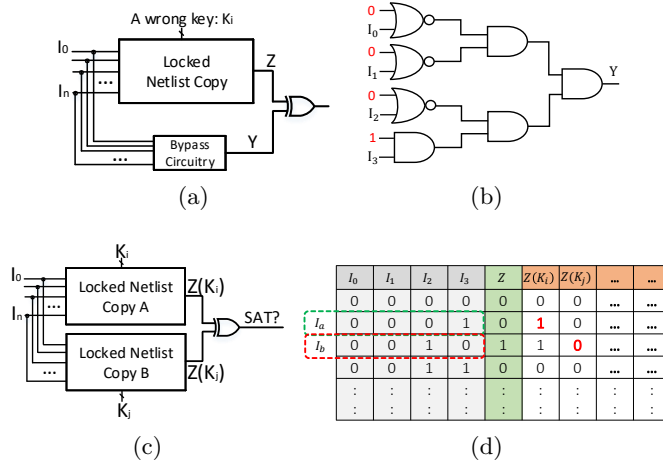 A wrong key: Ki
I0
In
...
Locked
Netlist Copy
Z
Bypass
Circuitry
...
Y
(a)
0
I0
0
I1
0
I2
1
I3
Y
(b)
Ki
I0
In
...
Locked Netlist
Copy A
Z(Ki)
SAT?
Locked Netlist
Copy B
...
Z(Ki)
Kj
(c)
I0 I1 I2 I3 Z Z(Ki) Z(Kj) ... ...
0 0 0 0 0 0 0 ... ...
Ia 0 0 0 1 0 1 0 ... ...
Ib 0 0 1 0 1 1 0 ... ...
0 0 1 1 0 0 0 ... ...
: : : : : : : : :
: : : : : : : : :
(d)